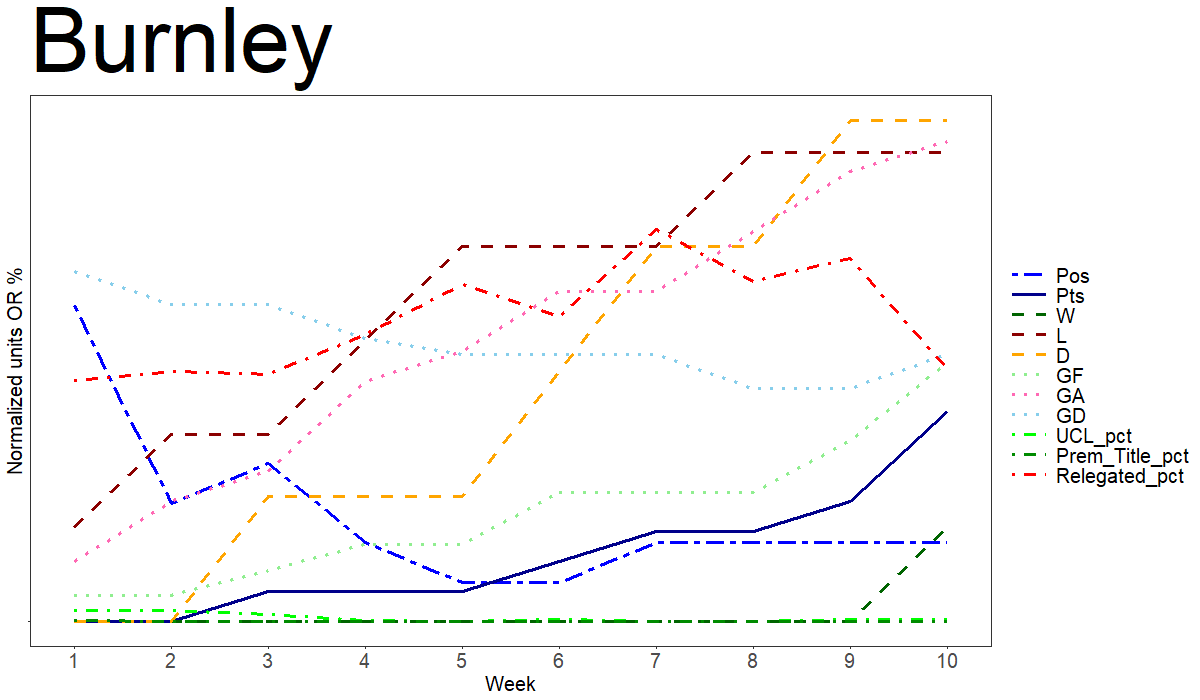 Burnley
Normalized units OR %
Pos
Pts
W
L
D
GF
GA
GD
UCL_pct
Prem_Title_pct
Relegated_pct
1 2 3 4 5 6 7 8 9 10
Week